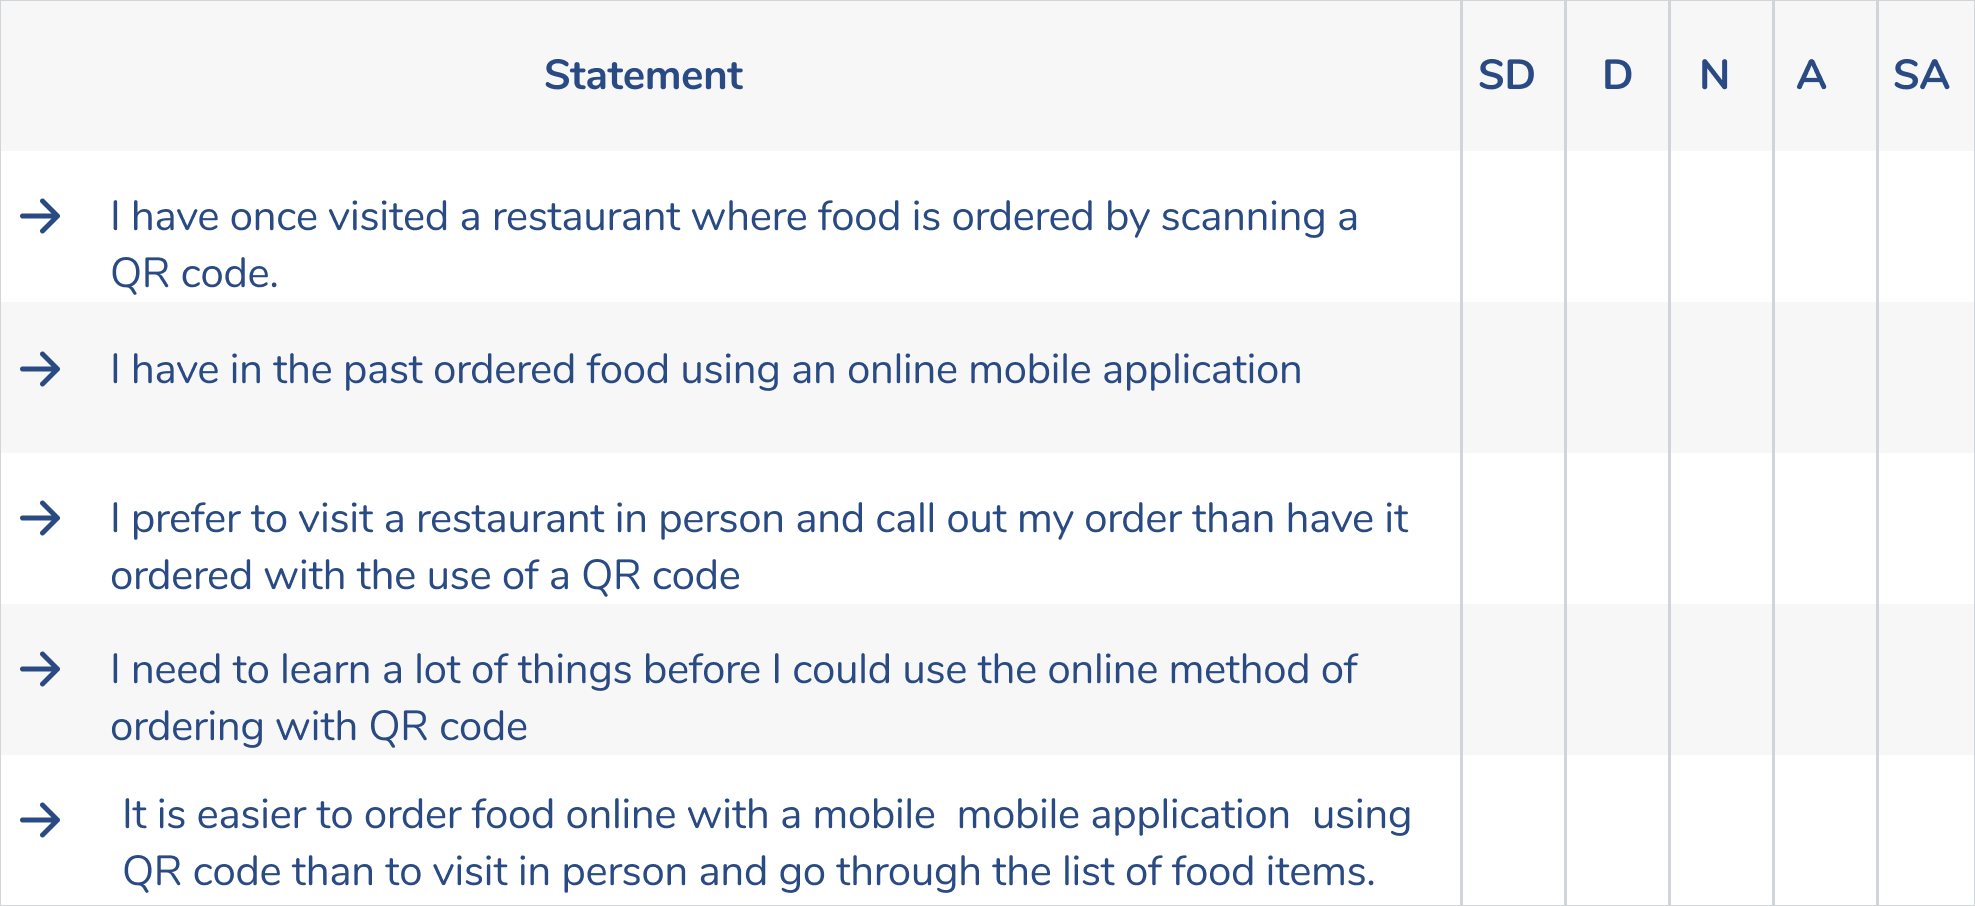 Statement SD D N A SA
→ I have once visited a restaurant where food is ordered by scanning a
QR code.
→ I have in the past ordered food using an online mobile application
→ I prefer to visit a restaurant in person and call out my order than have it
ordered with the use of a QR code
→ I need to learn a lot of things before I could use the online method of
ordering with QR code
→ It is easier to order food online with a mobile  mobile application  using
QR code than to visit in person and go through the list of food items.